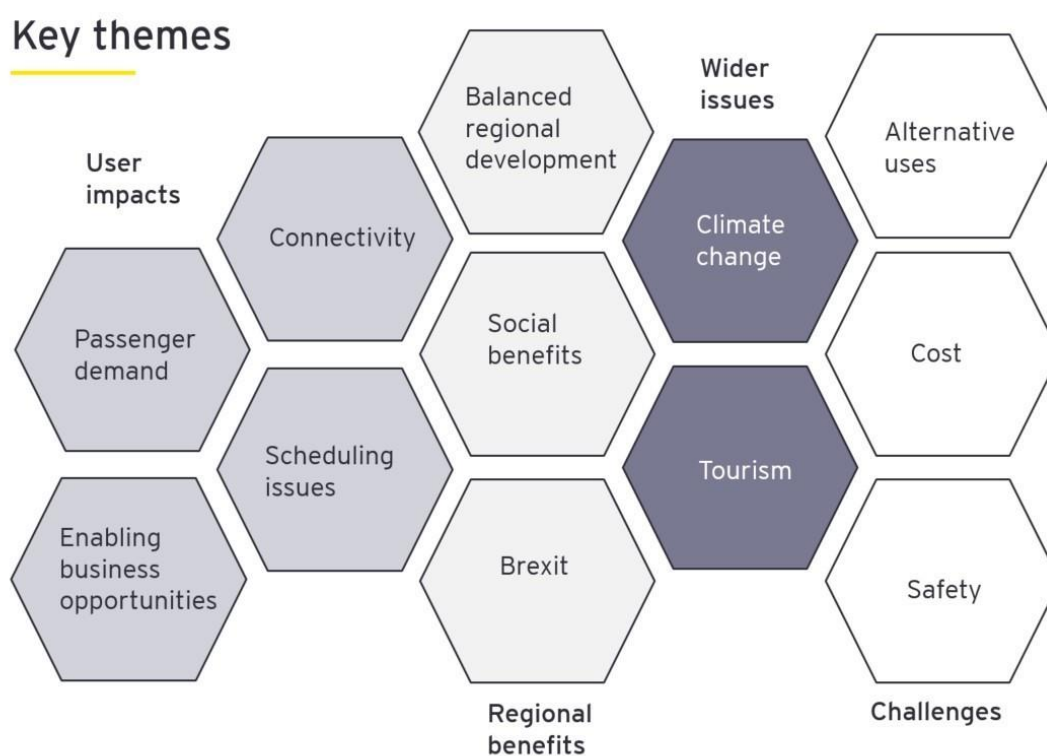 Key themes
User
impacts
Passenger
demand
Enabling
business
opportunities
Connectivity
Scheduling
issues
Balanced
regional
development
Social
benefits
Brexit
Regional
benefits
Wider
issues
Climate
change
Tourism
Alternative
uses
Cost
Safety
Challenges